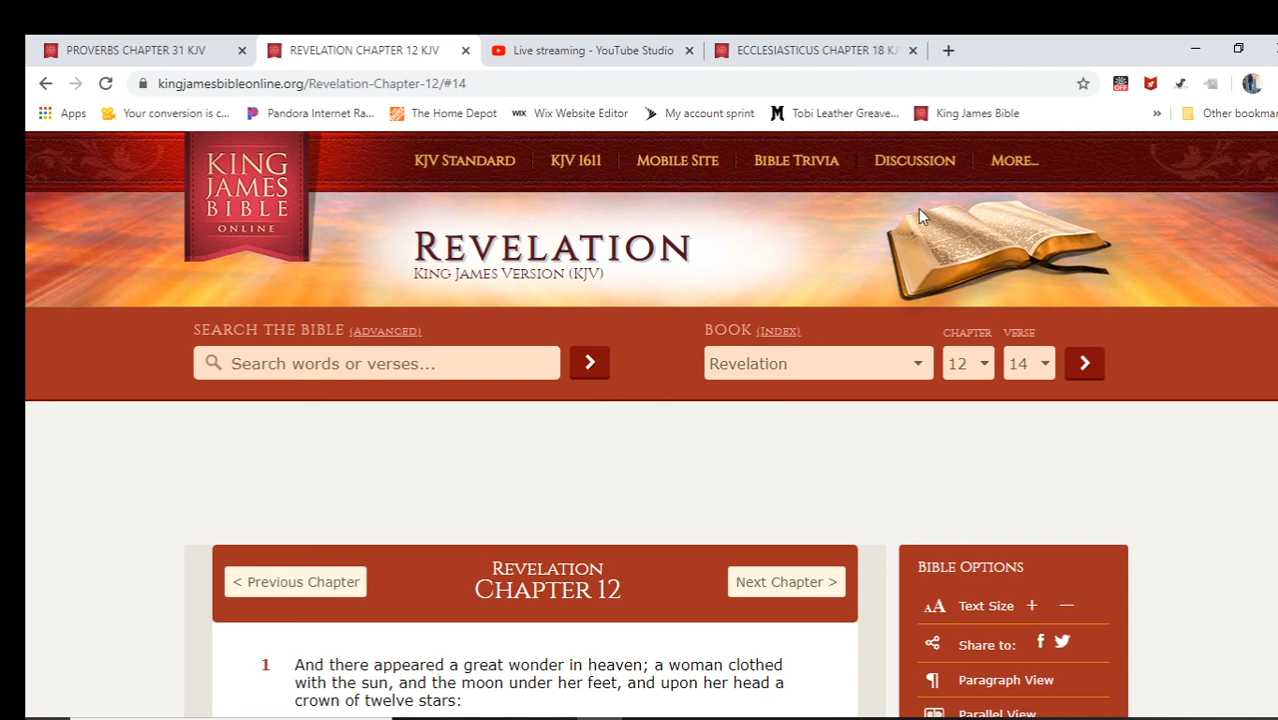 PROVERBS CHAPTER 31 KJV
REVELATION CHAPTER 12 KJV
Live streaming - YouTube Studio
ECCLESIASTICUS CHAPTER 18 KJ
kingjamesbibleonline.org/Revelation-Chapter-12/#14
OFF
Apps
Your conversion is c...
Pandora Internet Ra...
The Home Depot
WIX Website Editor
My account sprint
Tobi Leather Greave...
King James Bible
» Other bookmar
KING
JAMES
BIBLE
ONLINE
KJV STANDARD
KJV 1611
MOBILE SITE
BIBLE TRIVIA
DISCUSSION
MORE...
REVELATION
KING JAMES VERSION (KJV)
SEARCH THE BIBLE (ADVANCED)
Search words or verses...
BOOK (INDEX)
CHAPTER
VERSE
Revelation
12
14
< Previous Chapter
REVELATION
CHAPTER 12
Next Chapter >
1 And there appeared a great wonder in heaven; a woman clothed
with the sun, and the moon under her feet, and upon her head a
crown of twelve stars:
BIBLE OPTIONS
AA Text Size + —
Share to:
¶ Paragraph View
Parallel View